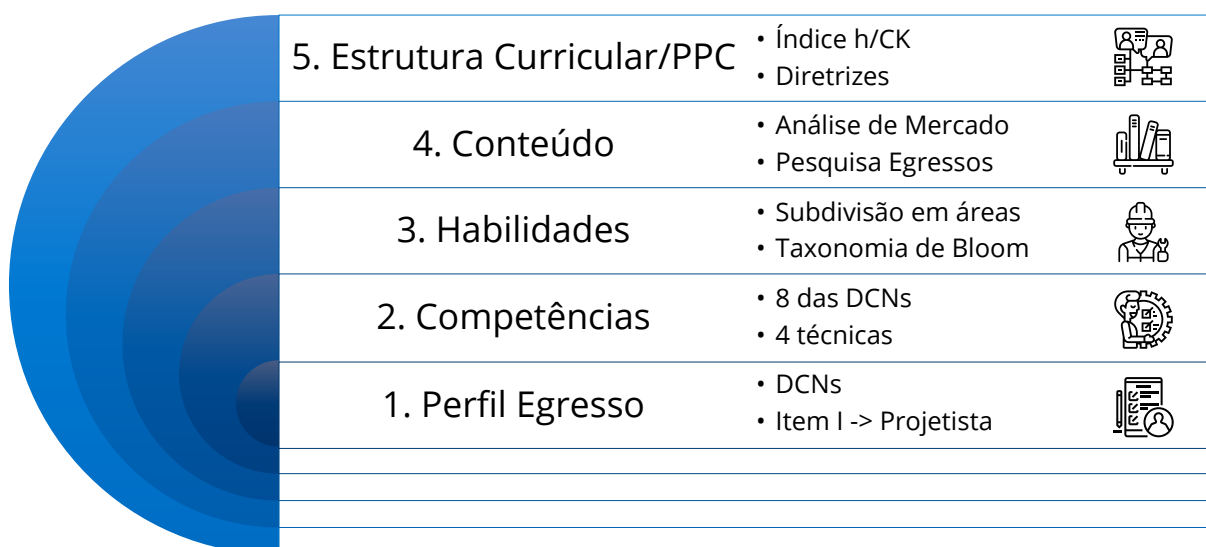 5. Estrutura Curricular/PPC
• Índice h/CK
• Diretrizes
4. Conteúdo
• Análise de Mercado
• Pesquisa Egressos
3. Habilidades
• Subdivisão em áreas
• Taxonomia de Bloom
2. Competências
• 8 das DCNs
• 4 técnicas
1. Perfil Egresso
• DCNs
• Item I -> Projetista